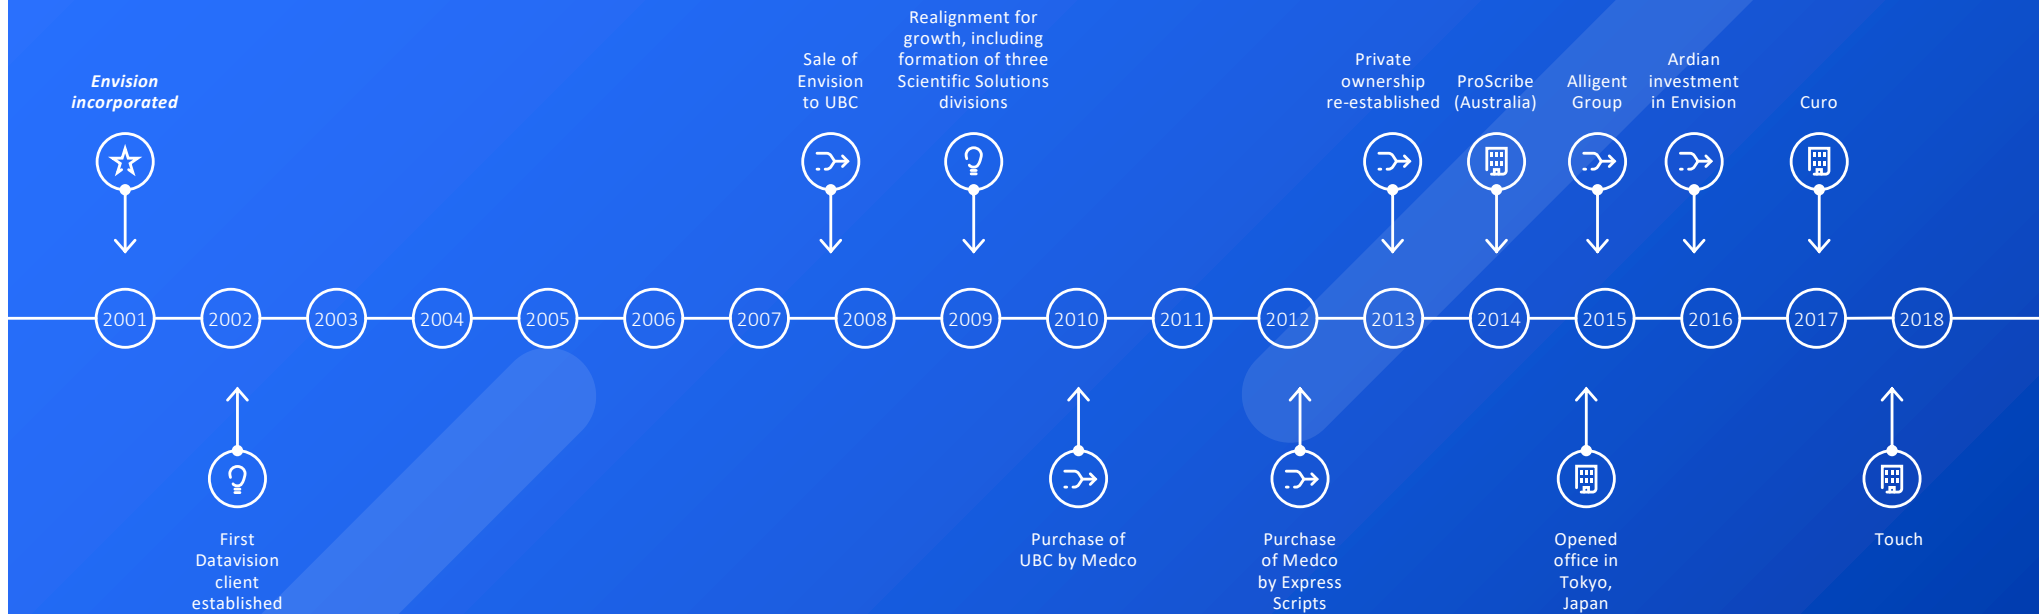 Envision
incorporated
Sale of
Envision
to UBC
Realignment for
growth, including
formation of three
Scientific Solutions
divisions
Private
ownership
re-established
ProScribe
(Australia)
Alligent
Group
Ardian
investment
in Envision
Curo
2001
2002
2003
2004
2005
2006
2007
2008
2009
2010
2011
2012
2013
2014
2015
2016
2017
2018
First
Datavision
client
established
Purchase of
UBC by Medco
Purchase
of Medco
by Express
Scripts
Opened
office in
Tokyo,
Japan
Touch